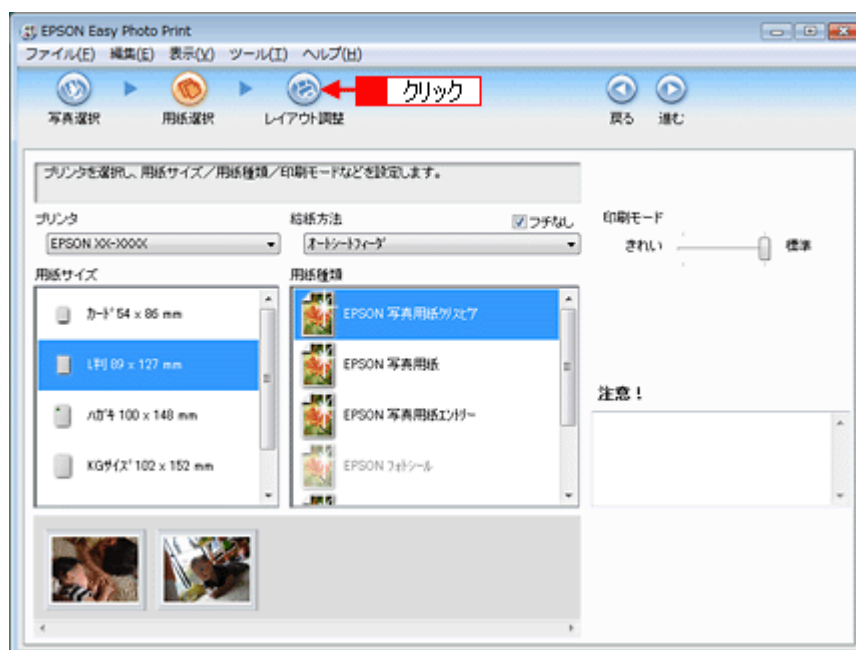 EPSON Easy Photo Print
ファイル(F) 編集(E) 表示(V) ツール(T) ヘルプ(H)
クリック
写真選択 用紙選択 レイアウト調整 戻る 進む
プリンタを選択し、用紙サイズ/用紙種類/印刷モードなどを設定します。
プリンタ 給紙方法 フチなし 印刷モード
EPSON XX-XXXX オートシートフィーダ きれい 標準
用紙サイズ 用紙種類
カード 54 x 86 mm EPSON 写真用紙クリスピア
L判 89 x 127 mm EPSON 写真用紙
注意!
ハガキ 100 x 148 mm EPSON 写真用紙エントリー
KGサイズ 102 x 152 mm EPSON フォトシール